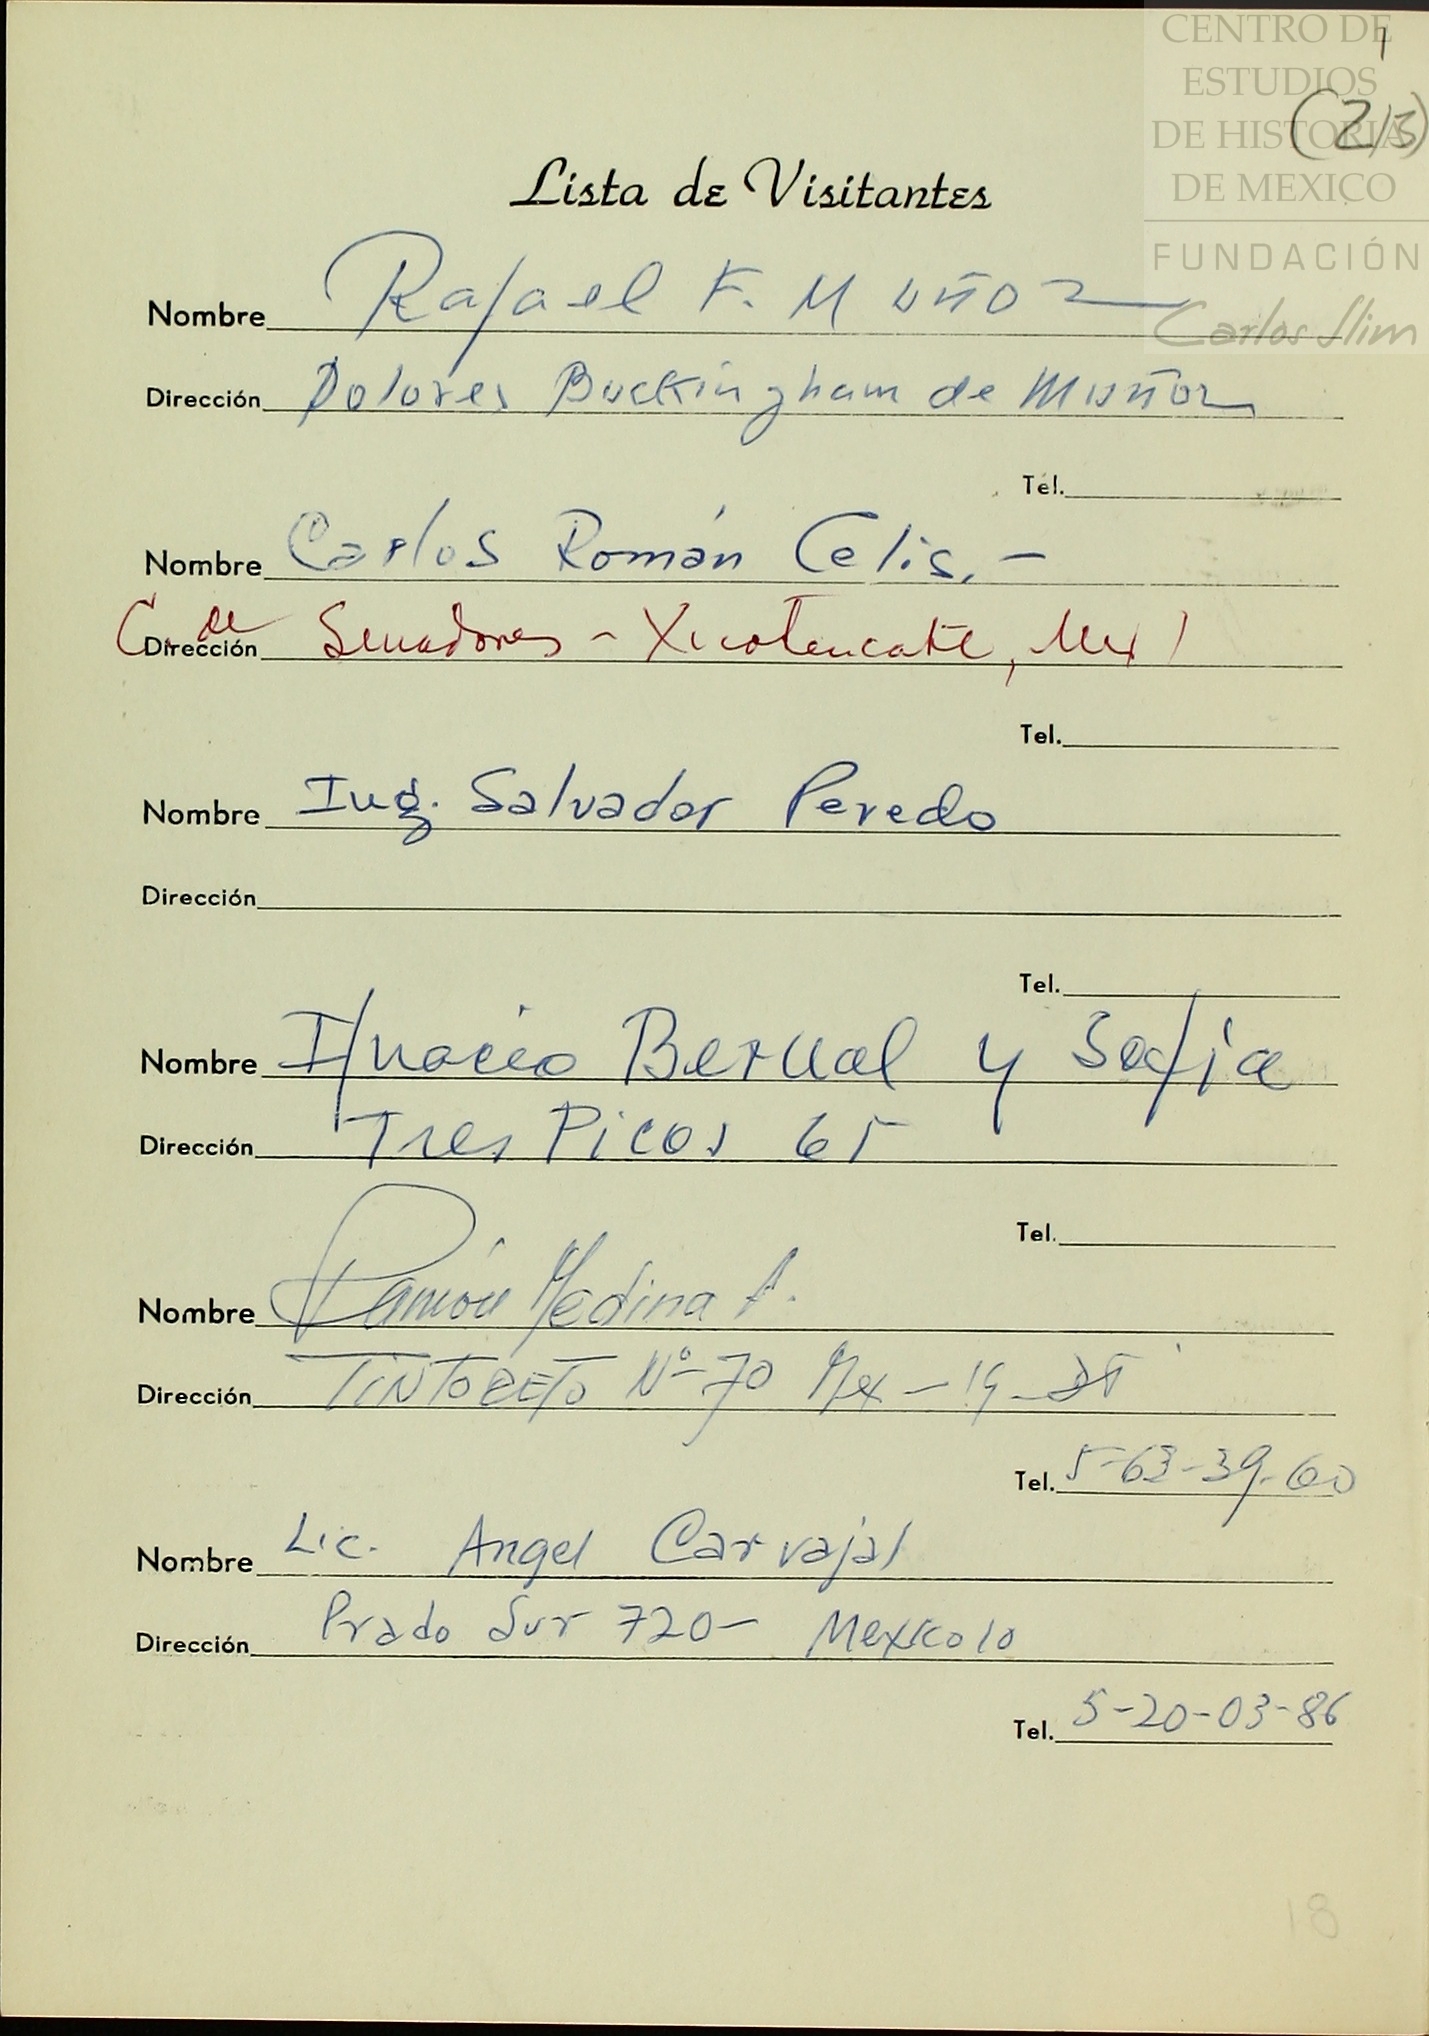 CENTRO DE
ESTUDIOS
DE HISTORIA
DE MEXICO
FUNDACIÓN
Carlos Slim
1
(2/3)
Lista de Visitantes
Nombre Rafael F. Muñoz
Dirección Dolores Buckingham de Muñoz
Tel.
Nombre Carlos Román Celis.-
Dirección C de Senadores - Xicotencatl, Mex 1
Tel.
Nombre Ing. Salvador Peredo
Dirección
Tel.
Nombre Ignacio Bernal y Sofia
Dirección Tres Picos 65
Tel.
Nombre Ramón Medina A.
Dirección TINTORETO Nº 70 Mex - 19 -
Tel. 5-63-39-60
Nombre Lic. Angel Carvajal
Dirección Prado Sur 720- Mexico 10
Tel. 5-20-03-86